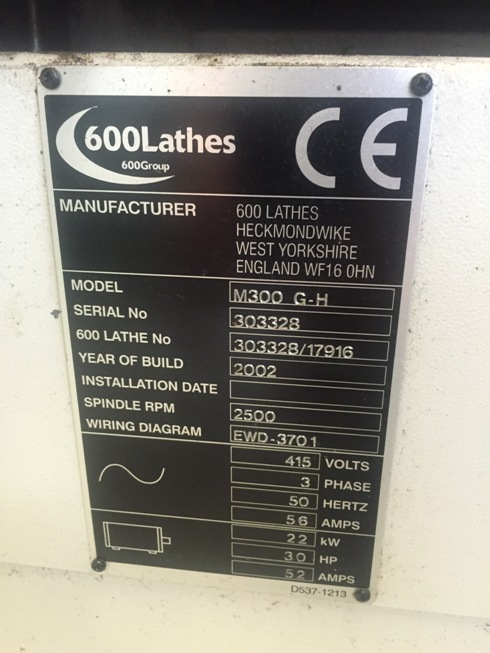 600Lathes
600Group
CE
MANUFACTURER 600 LATHES
HECKMONDWIKE
WEST YORKSHIRE
ENGLAND WF16 0HN
MODEL M300 G-H
SERIAL No 303328
600 LATHE No 303328/17916
YEAR OF BUILD 2002
INSTALLATION DATE
SPINDLE RPM 2500
WIRING DIAGRAM EWD-3701
415 VOLTS
3 PHASE
50 HERTZ
56 AMPS
22 kW
30 HP
52 AMPS
D537-1213